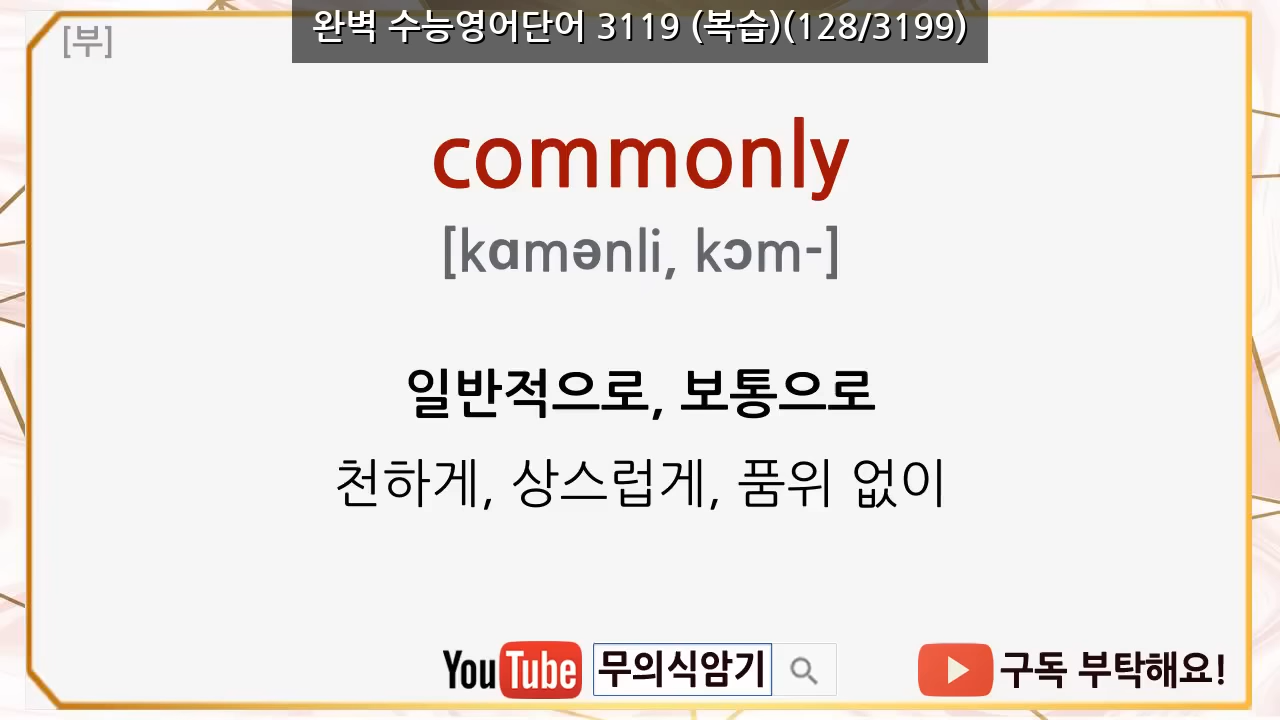 완벽 수능영어단어 3119 (복습)(128/3199)
[부]
commonly
[kɑmənli, kɔm-]
일반적으로, 보통으로
천하게, 상스럽게, 품위 없이
YouTube 무의식암기 구독 부탁해요!